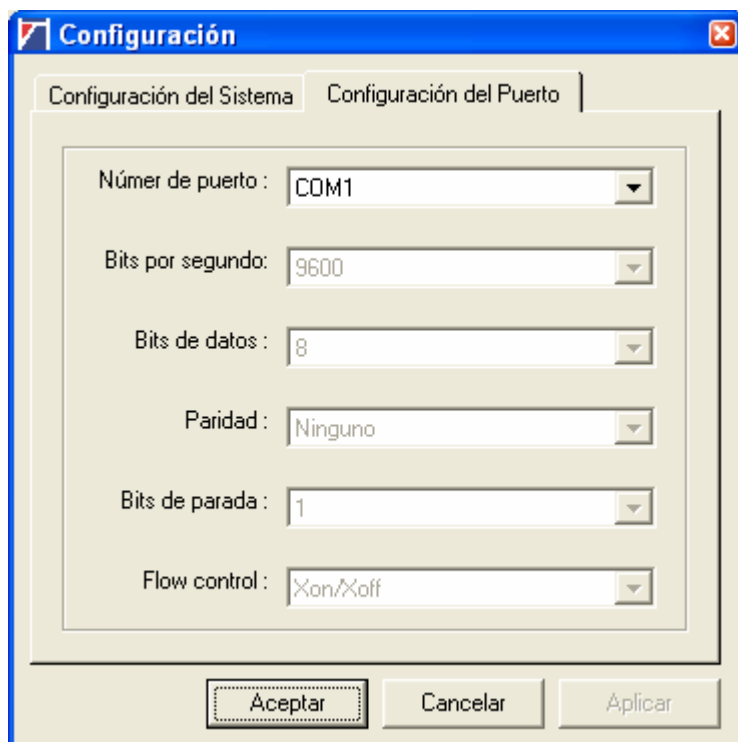 Configuración
Configuración del Sistema
Configuración del Puerto
Númer de puerto : COM1
Bits por segundo: 9600
Bits de datos : 8
Paridad : Ninguno
Bits de parada : 1
Flow control : Xon/Xoff
Aceptar Cancelar Aplicar